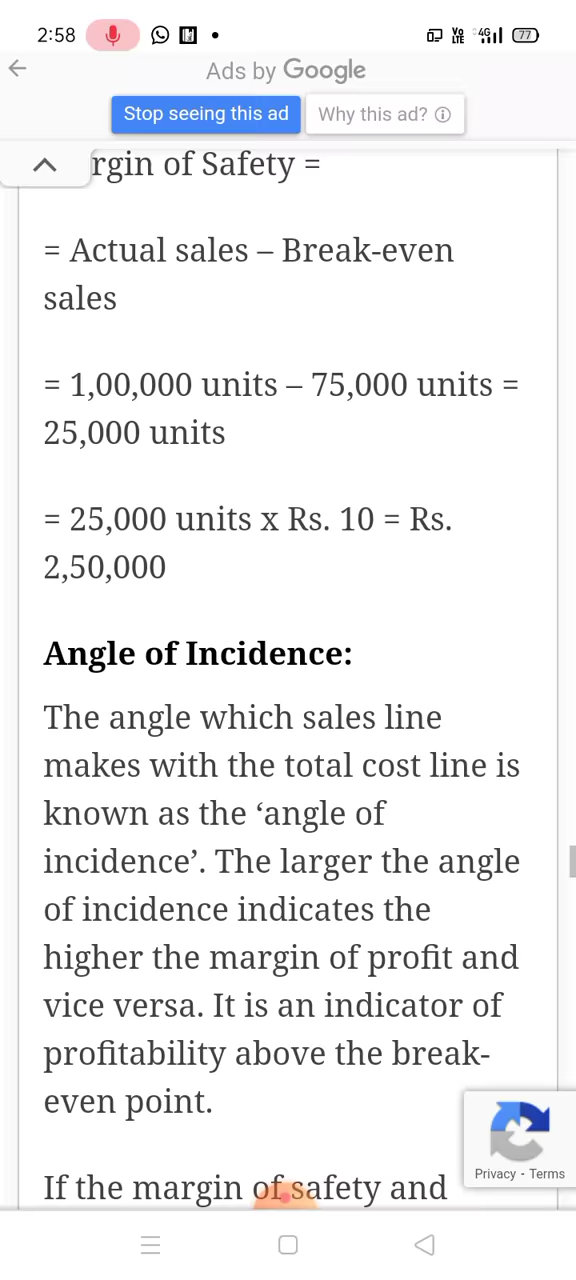 2:58
Vo
LTE
4G
77
Ads by Google
Stop seeing this ad
Why this ad?
rgin of Safety =
= Actual sales – Break-even
sales
= 1,00,000 units – 75,000 units =
25,000 units
= 25,000 units x Rs. 10 = Rs.
2,50,000
Angle of Incidence:
The angle which sales line
makes with the total cost line is
known as the ‘angle of
incidence’. The larger the angle
of incidence indicates the
higher the margin of profit and
vice versa. It is an indicator of
profitability above the break-
even point.
Privacy - Terms
If the margin of safety and